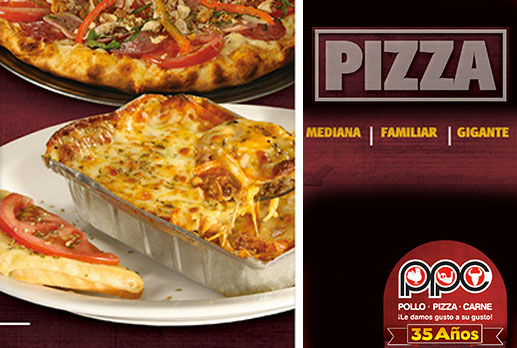 PIZZA
MEDIANA | FAMILIAR | GIGANTE
ppc
POLLO · PIZZA · CARNE
¡Le damos gusto a su gusto!
35 Años